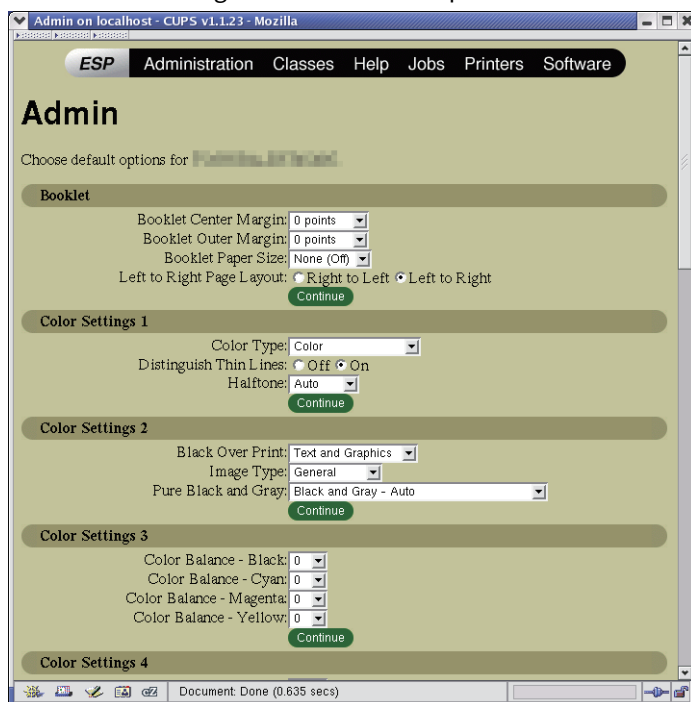 Admin on localhost - CUPS v1.1.23 - Mozilla
ESP Administration Classes Help Jobs Printers Software
Admin
Choose default options for
Booklet
Booklet Center Margin: 0 points
Booklet Outer Margin: 0 points
Booklet Paper Size: None (Off)
Left to Right Page Layout: Right to Left Left to Right
Continue
Color Settings 1
Color Type: Color
Distinguish Thin Lines: Off On
Halftone: Auto
Continue
Color Settings 2
Black Over Print: Text and Graphics
Image Type: General
Pure Black and Gray: Black and Gray - Auto
Continue
Color Settings 3
Color Balance - Black: 0
Color Balance - Cyan: 0
Color Balance - Magenta: 0
Color Balance - Yellow: 0
Continue
Color Settings 4
Document: Done (0.635 secs)